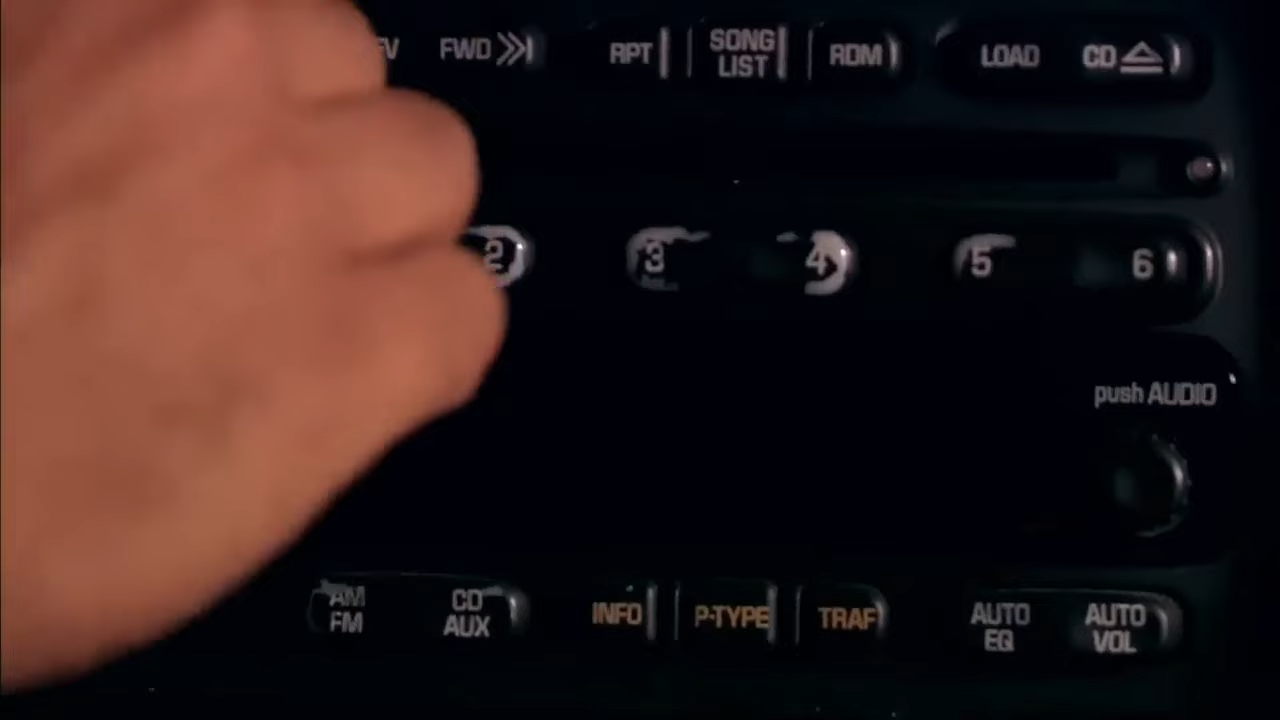 FWD
RPT
SONG
LIST
RDM
LOAD
CD
2
3
4
5
6
push AUDIO
AM
FM
CD
AUX
INFO
P-TYPE
TRAF
AUTO
EQ
AUTO
VOL